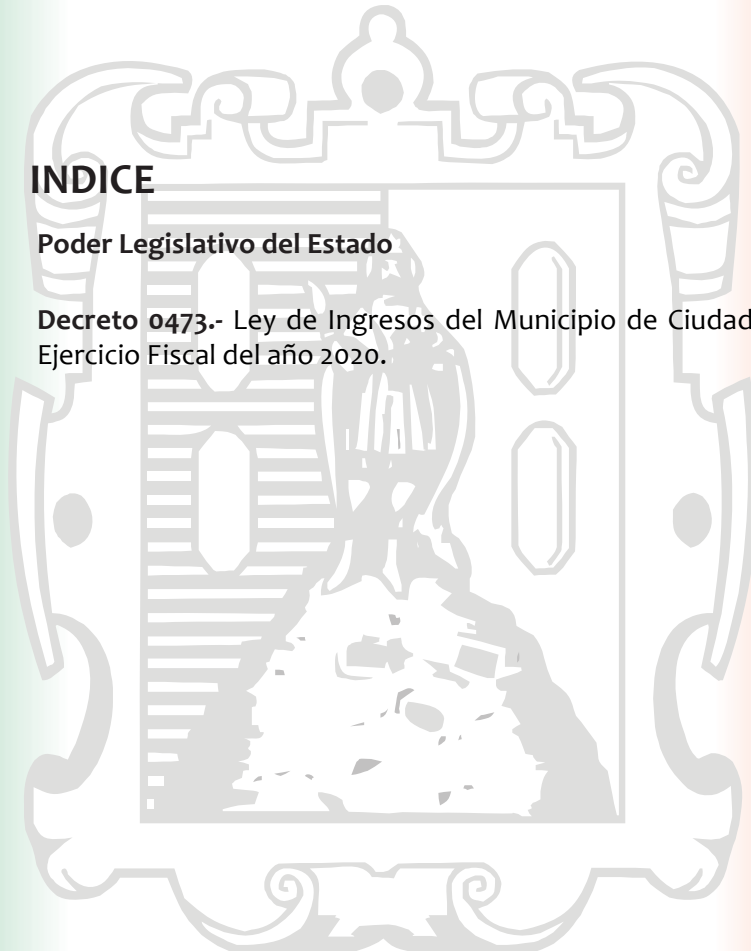 INDICE
Poder Legislativo del Estado
Decreto 0473.- Ley de Ingresos del Municipio de Ciudad
Ejercicio Fiscal del año 2020.